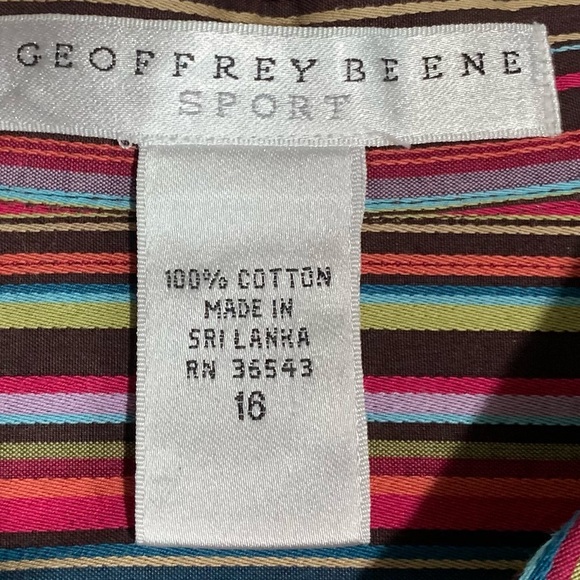 GEOFFREY BEENE
SPORT
100% COTTON
MADE IN
SRI LANKA
RN 36543
16